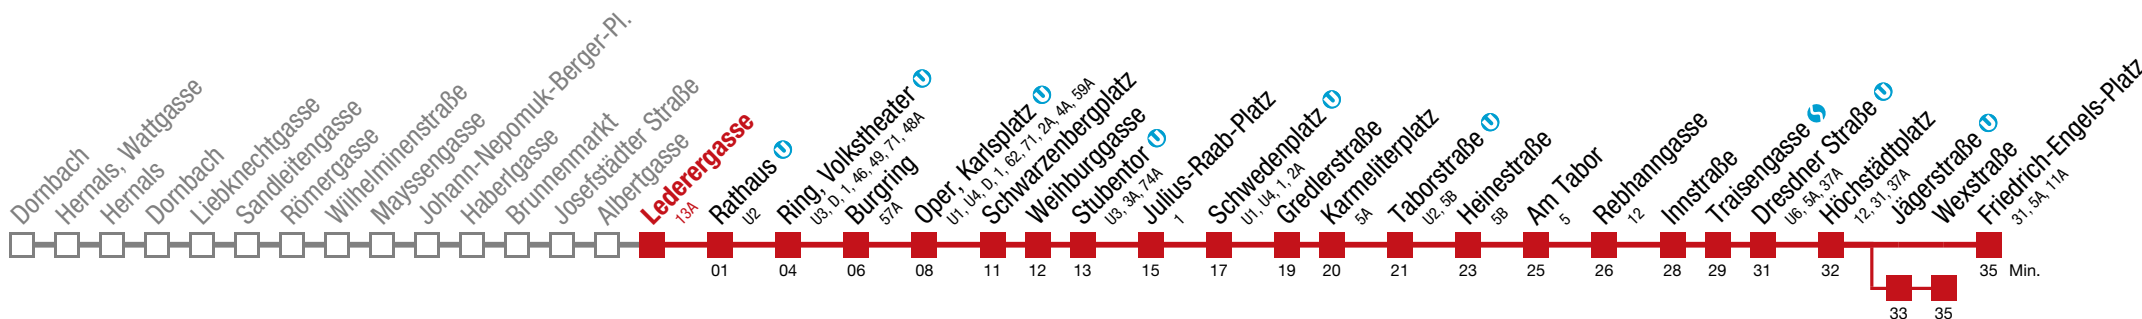 Dornbach
Hernals, Wattgasse
Hernals
Dornbach
Liebknechtgasse
Sandleitengasse
Römergasse
Wilhelminenstraße
Mayssengasse
Johann-Nepomuk-Berger-Pl.
Haberlgasse
Brunnenmarkt
Josefstädter Straße
Albertgasse
Lederergasse
13A
Rathaus U
U2
Ring, Volkstheater U
U3, D, 1, 46, 49, 71, 48A
Burgring
57A
Oper, Karlsplatz U
U1, U4, D, 1, 62, 71, 2A, 4A, 59A
Schwarzenbergplatz
Weihburggasse
Stubentor U
U3, 3A, 74A
Julius-Raab-Platz
1
Schwedenplatz U
U1, U4, 1, 2A
Gredlerstraße
Karmeliterplatz
5A
Taborstraße U
U2, 5B
Heinestraße
5B
Am Tabor
5
Rebhanngasse
12
Innstraße
Traisengasse
Dresdner Straße U
U6, 5A, 37A
Höchstädtplatz
12, 31, 37A
Jägerstraße U
Wexstraße
Friedrich-Engels-Platz
31, 5A, 11A
01 04 06 08 11 12 13 15 17 19 20 21 23 25 26 28 29 31 32 35 Min.
33 35